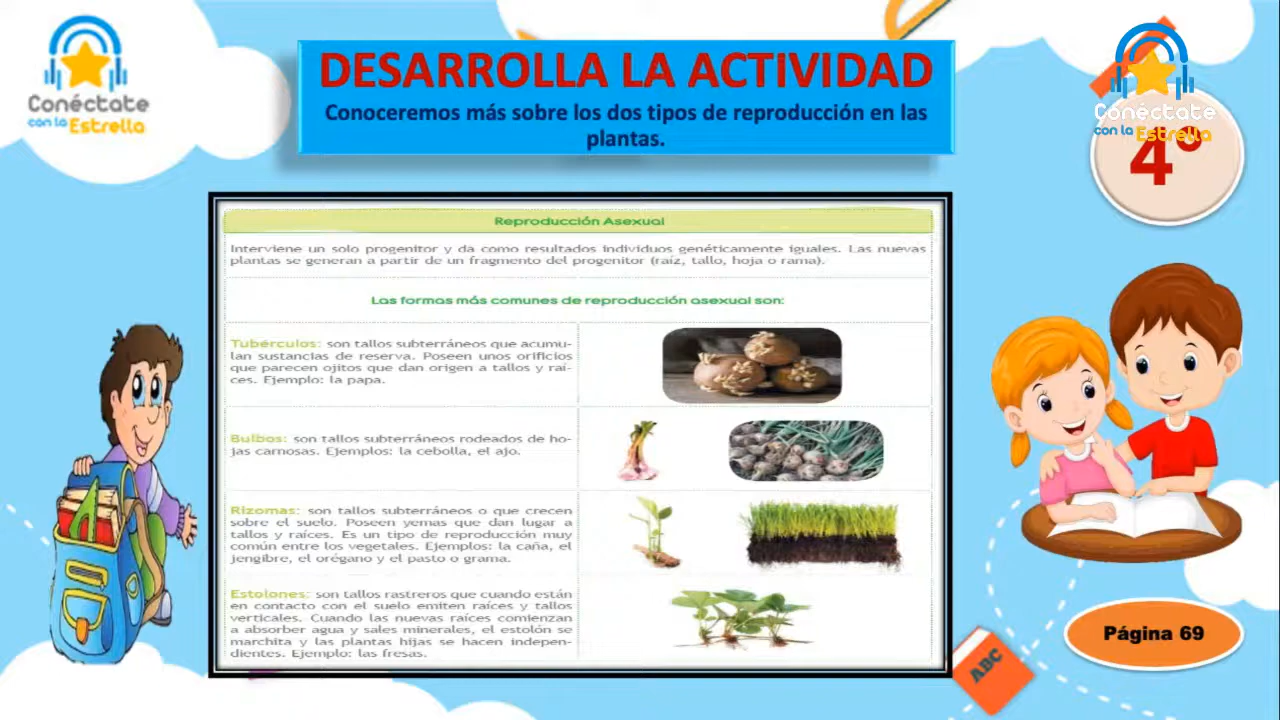 Conéctate
con la Estrella
DESARROLLA LA ACTIVIDAD
Conoceremos más sobre los dos tipos de reproducción en las
plantas.
Conéctate
con la Estrella
4º
Reproducción Asexual
Interviene un solo progenitor y da como resultados individuos genéticamente iguales. Las nuevas
plantas se generan a partir de un fragmento del progenitor (raíz, tallo, hoja o rama).
Las formas más comunes de reproducción asexual son:
Tubérculos: son tallos subterráneos que acumu-
lan sustancias de reserva. Poseen unos orificios
que parecen ojitos que dan origen a tallos y raí-
ces. Ejemplo: la papa.
Bulbos: son tallos subterráneos rodeados de ho-
jas carnosas. Ejemplos: la cebolla, el ajo.
Rizomas: son tallos subterráneos o que crecen
sobre el suelo. Poseen yemas que dan lugar a
tallos y raíces. Es un tipo de reproducción muy
común entre los vegetales. Ejemplos: la caña, el
jengibre, el orégano y el pasto o grama.
Estolones: son tallos rastreros que cuando están
en contacto con el suelo emiten raíces y tallos
verticales. Cuando las nuevas raíces comienzan
a absorber agua y sales minerales, el estolón se
marchita y las plantas hijas se hacen indepen-
dientes. Ejemplo: las fresas.
Página 69
ABC